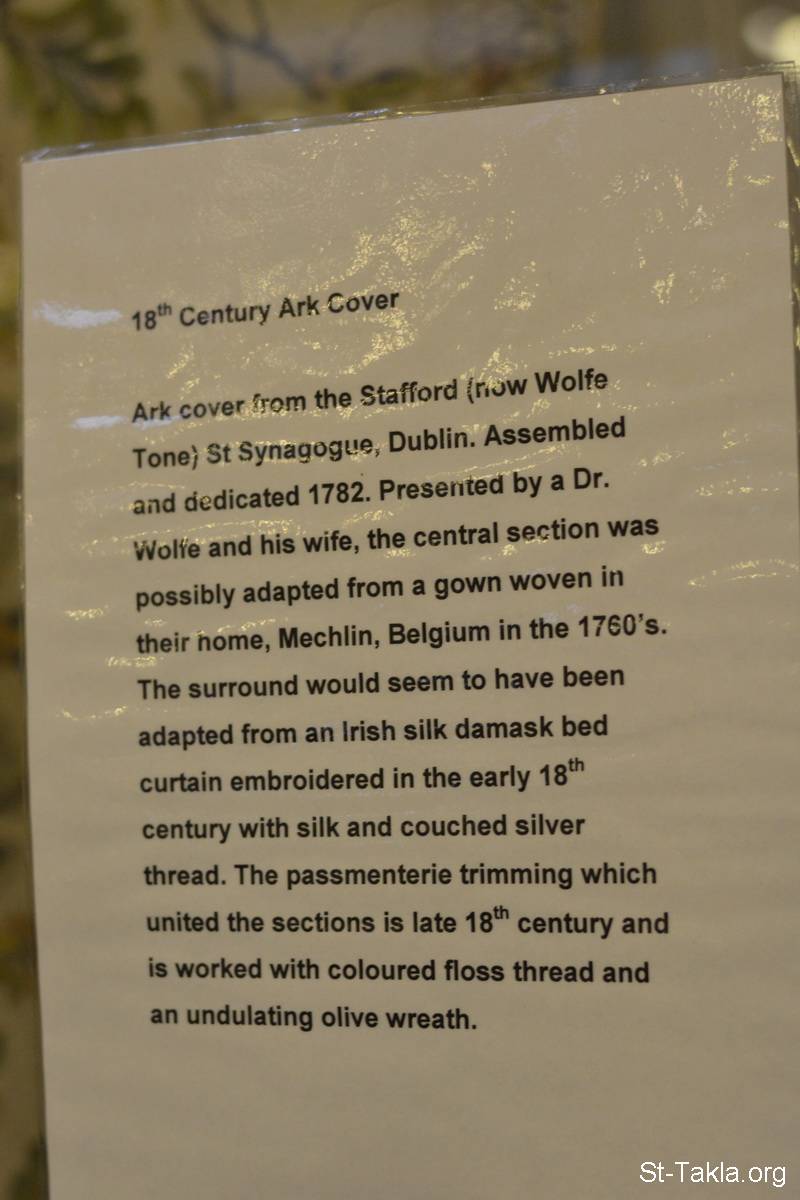 18th Century Ark Cover
Ark cover from the Stafford (now Wolfe
Tone) St Synagogue, Dublin. Assembled
and dedicated 1782. Presented by a Dr.
Wolfe and his wife, the central section was
possibly adapted from a gown woven in
their home, Mechlin, Belgium in the 1760's.
The surround would seem to have been
adapted from an Irish silk damask bed
curtain embroidered in the early 18th
century with silk and couched silver
thread. The passmenterie trimming which
united the sections is late 18th century and
is worked with coloured floss thread and
an undulating olive wreath.
St-Takla.org